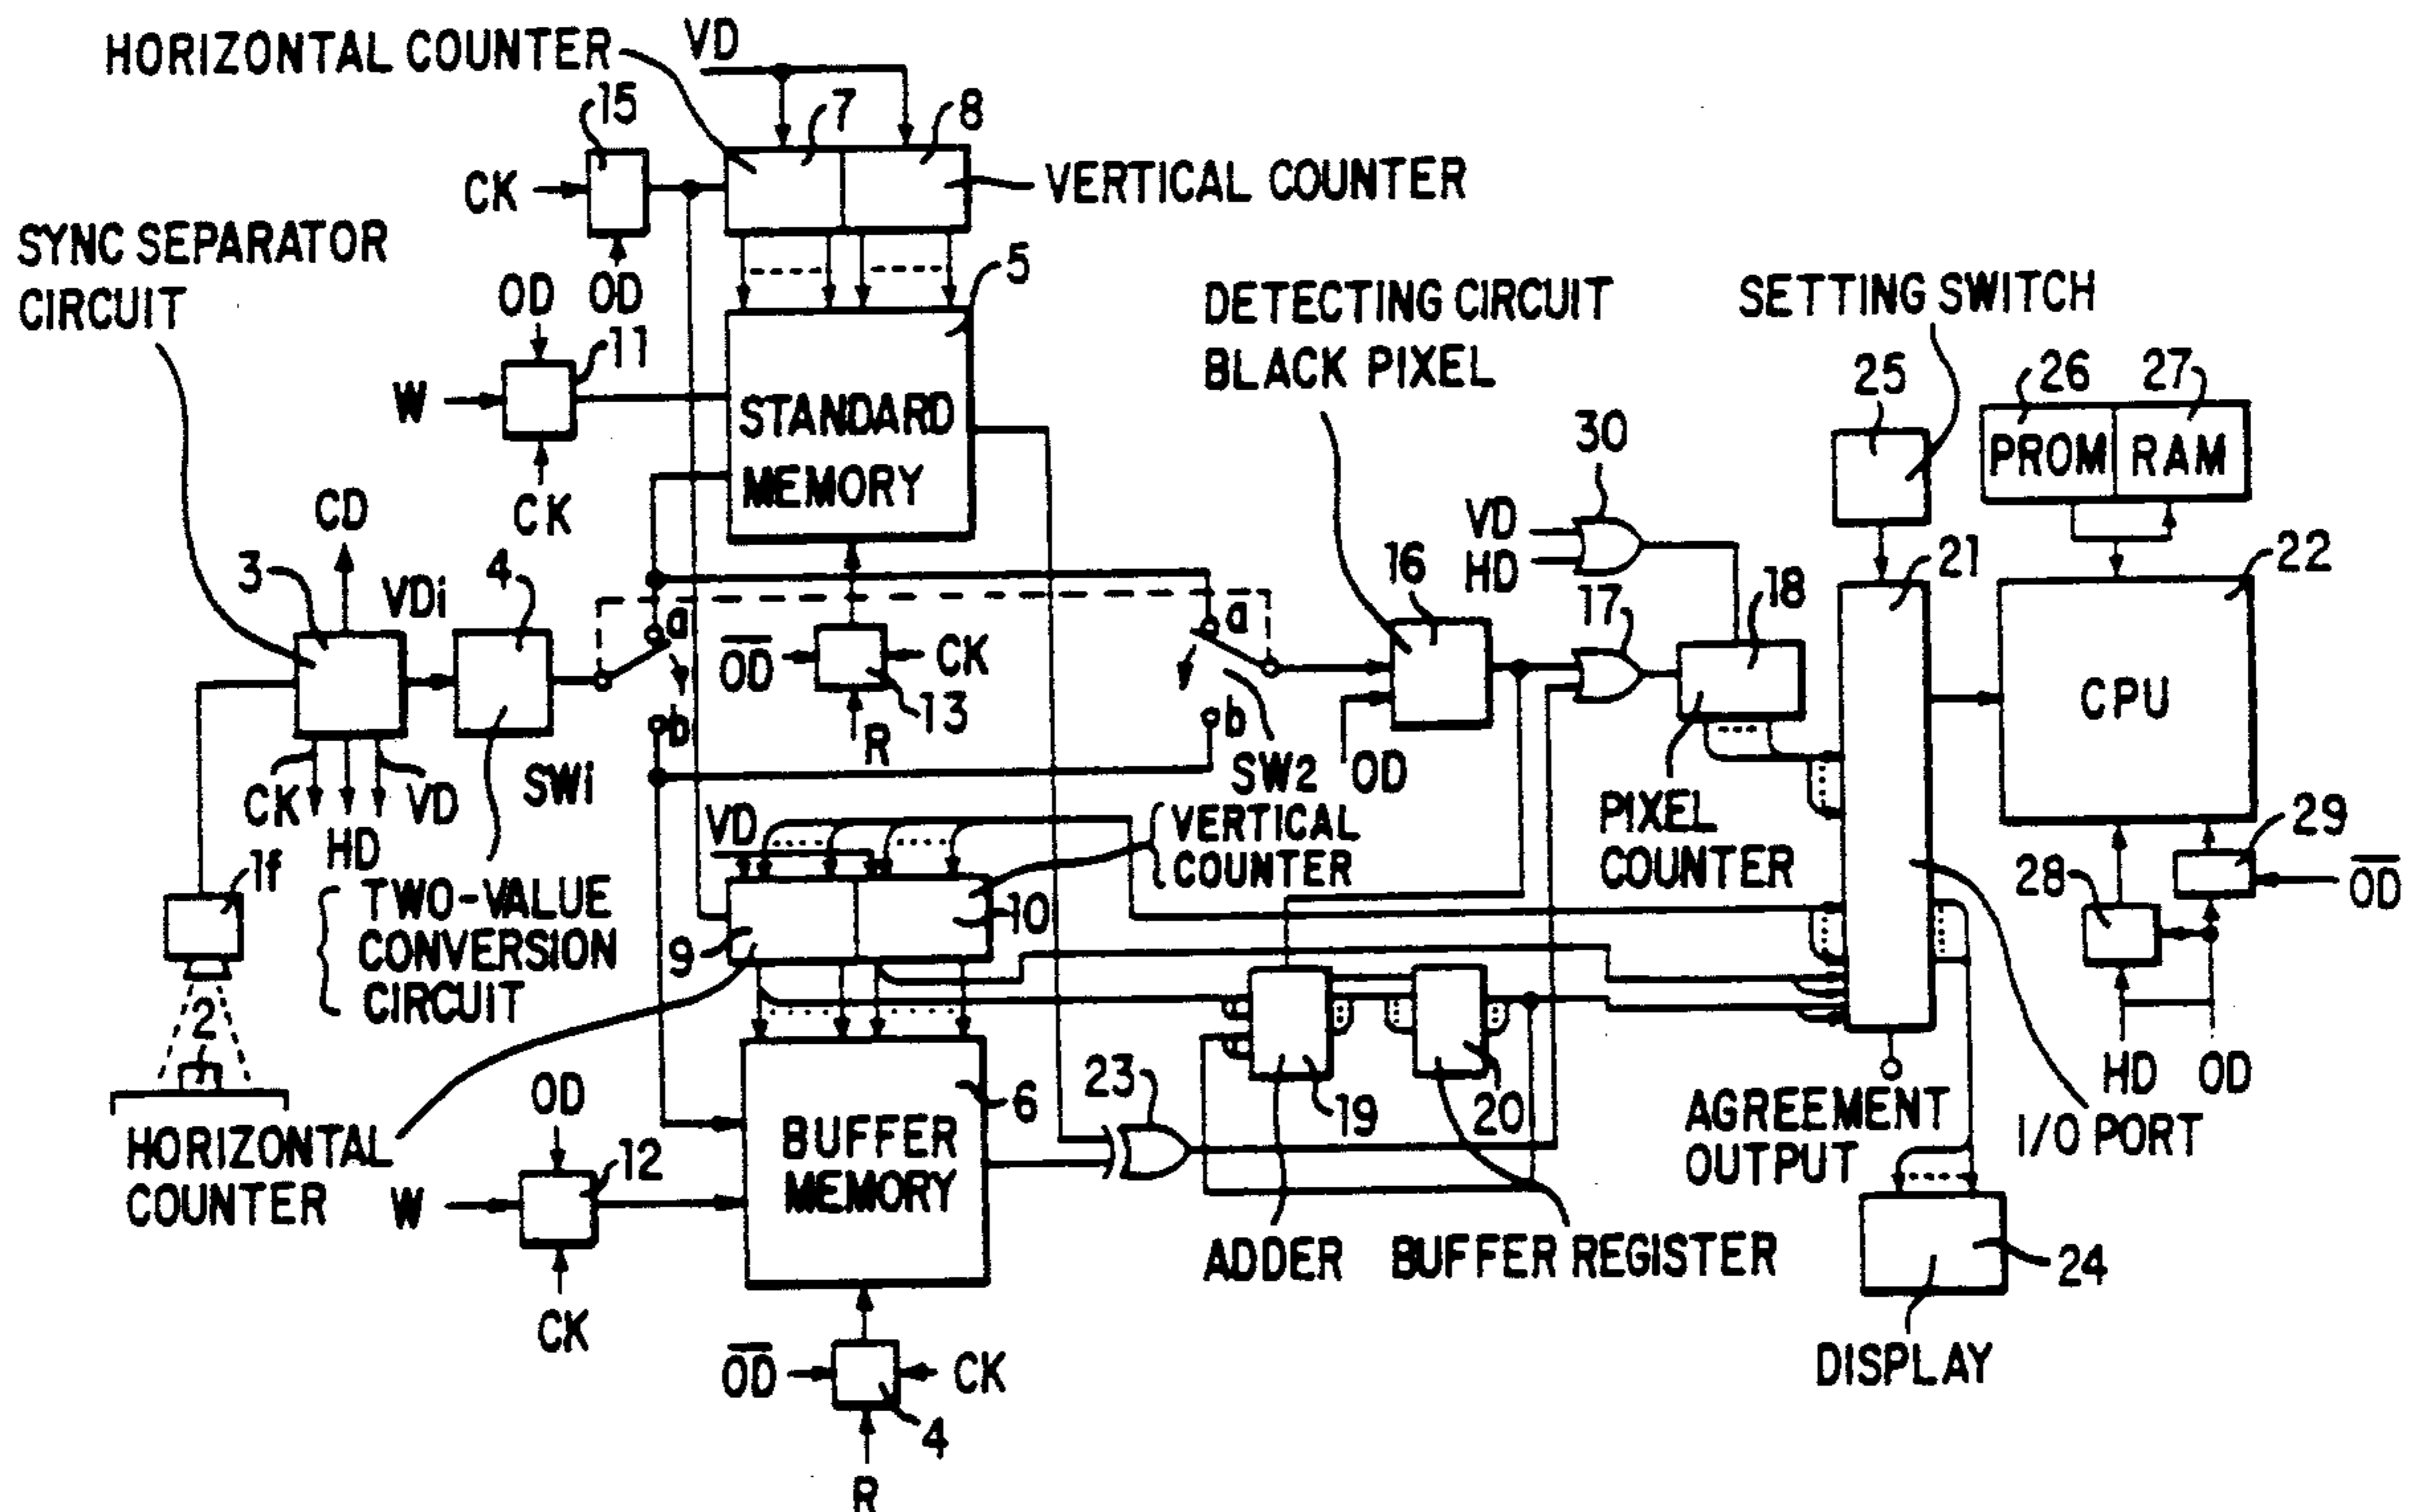 HORIZONTAL COUNTER
VD
15
7
8
CK
VERTICAL COUNTER
SYNC SEPARATOR
CIRCUIT
OD
OD
5
11
W
CK
STANDARD
MEMORY
DETECTING CIRCUIT
BLACK PIXEL
SETTING SWITCH
25
26
27
PROM
RAM
30
VD
HD
16
17
18
21
22
CPU
CD
3
VDi
4
a
b
SWi
CK
HD
VD
OD
CK
13
R
a
b
SW2
OD
PIXEL
COUNTER
29
28
OD
HD
OD
1f
2
TWO-VALUE
CONVERSION
CIRCUIT
VD
VERTICAL
COUNTER
9
10
HORIZONTAL
COUNTER
OD
12
W
CK
BUFFER
MEMORY
6
23
19
20
ADDER
BUFFER REGISTER
AGREEMENT
OUTPUT
I/O PORT
24
DISPLAY
OD
CK
4
R